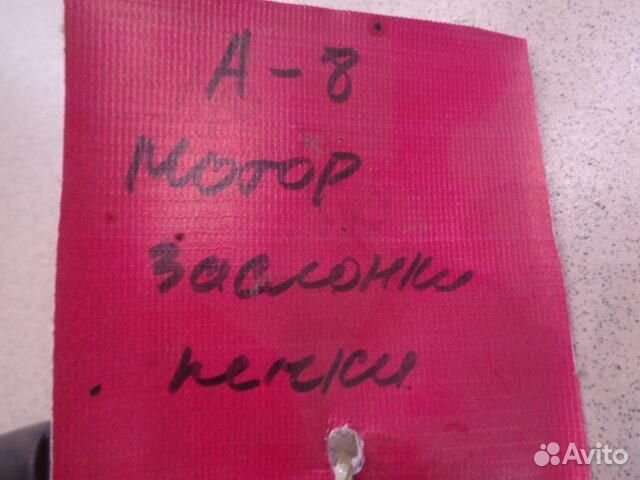 А-8
Мотор
заслонки
печки
Avito